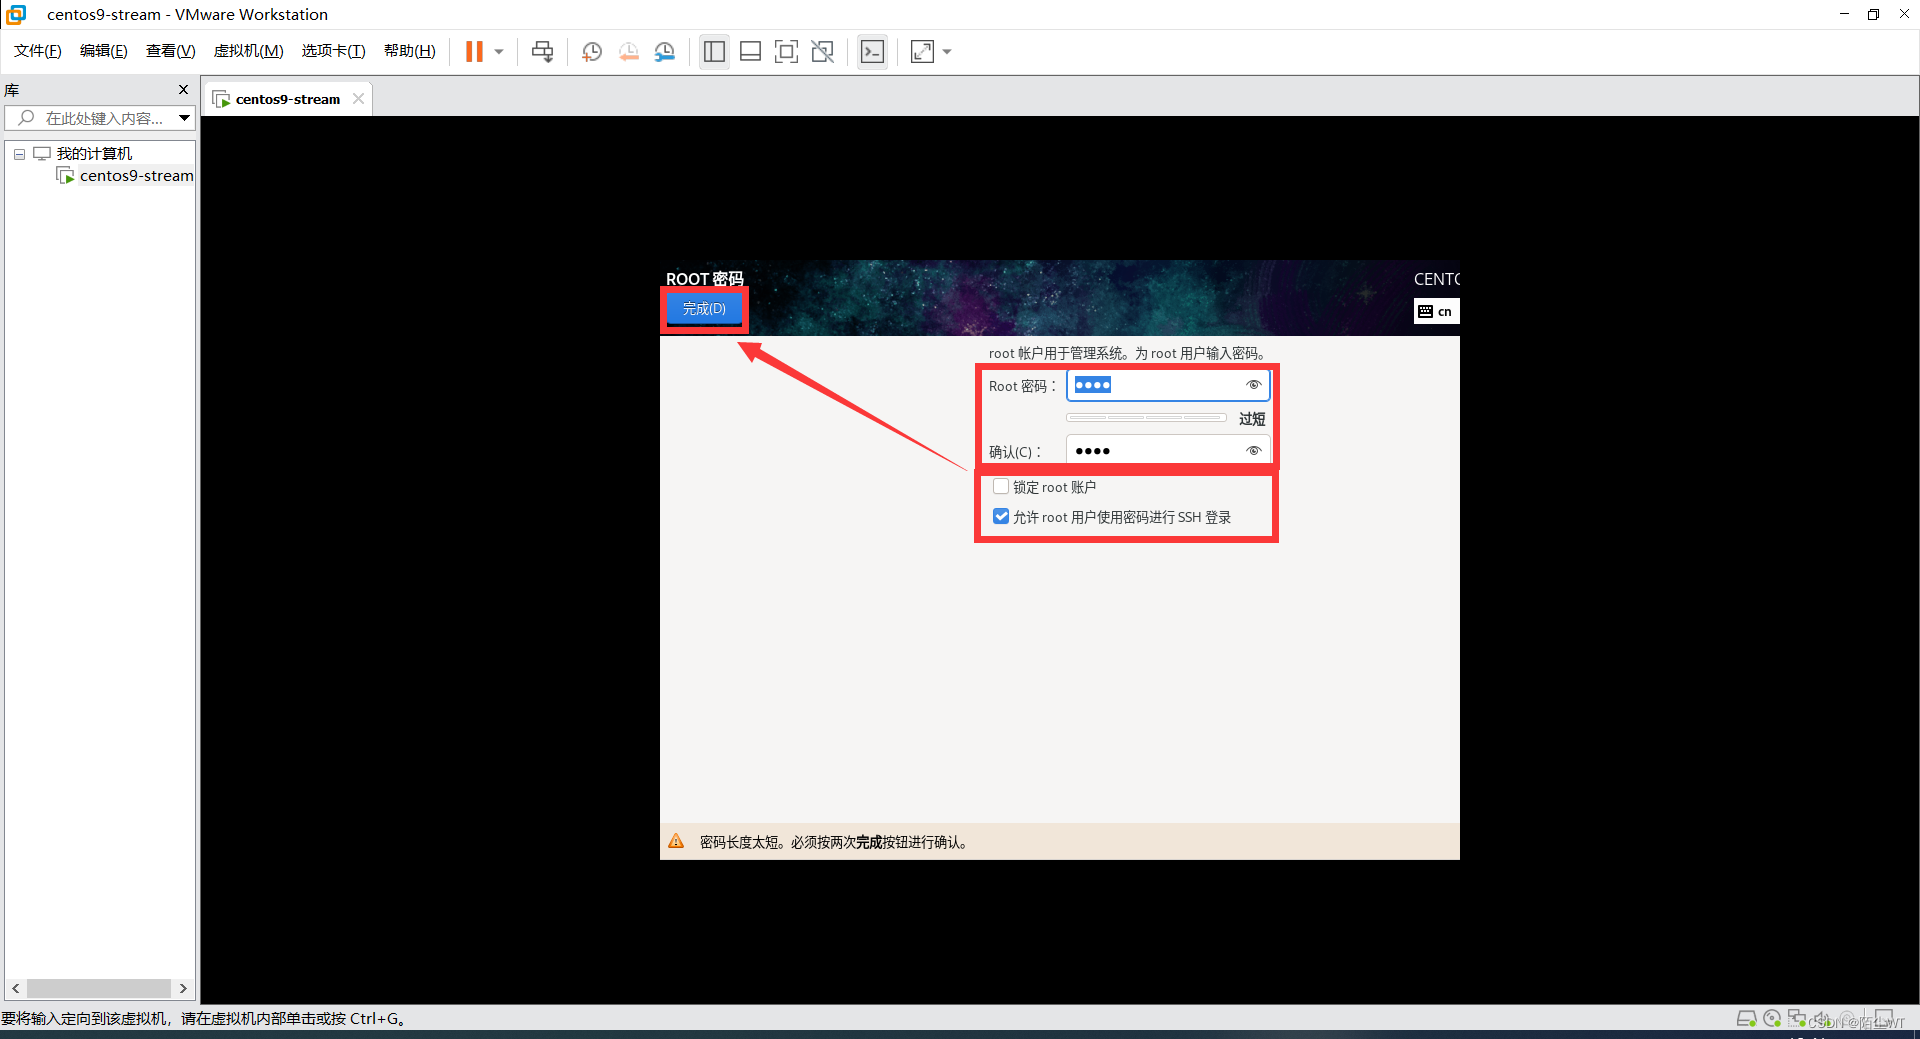 centos9-stream - VMware Workstation
文件(F) 编辑(E) 查看(V) 虚拟机(M) 选项卡(T) 帮助(H)
库
centos9-stream
在此处键入内容...
我的计算机
centos9-stream
ROOT 密码
CENTO
完成(D)
cn
root 帐户用于管理系统。为 root 用户输入密码。
Root 密码：
过短
确认(C)：
锁定 root 账户
允许 root 用户使用密码进行 SSH 登录
密码长度太短。必须按两次完成按钮进行确认。
要将输入定向到该虚拟机，请在虚拟机内部单击或按 Ctrl+G。
CSDN @陌尘WT